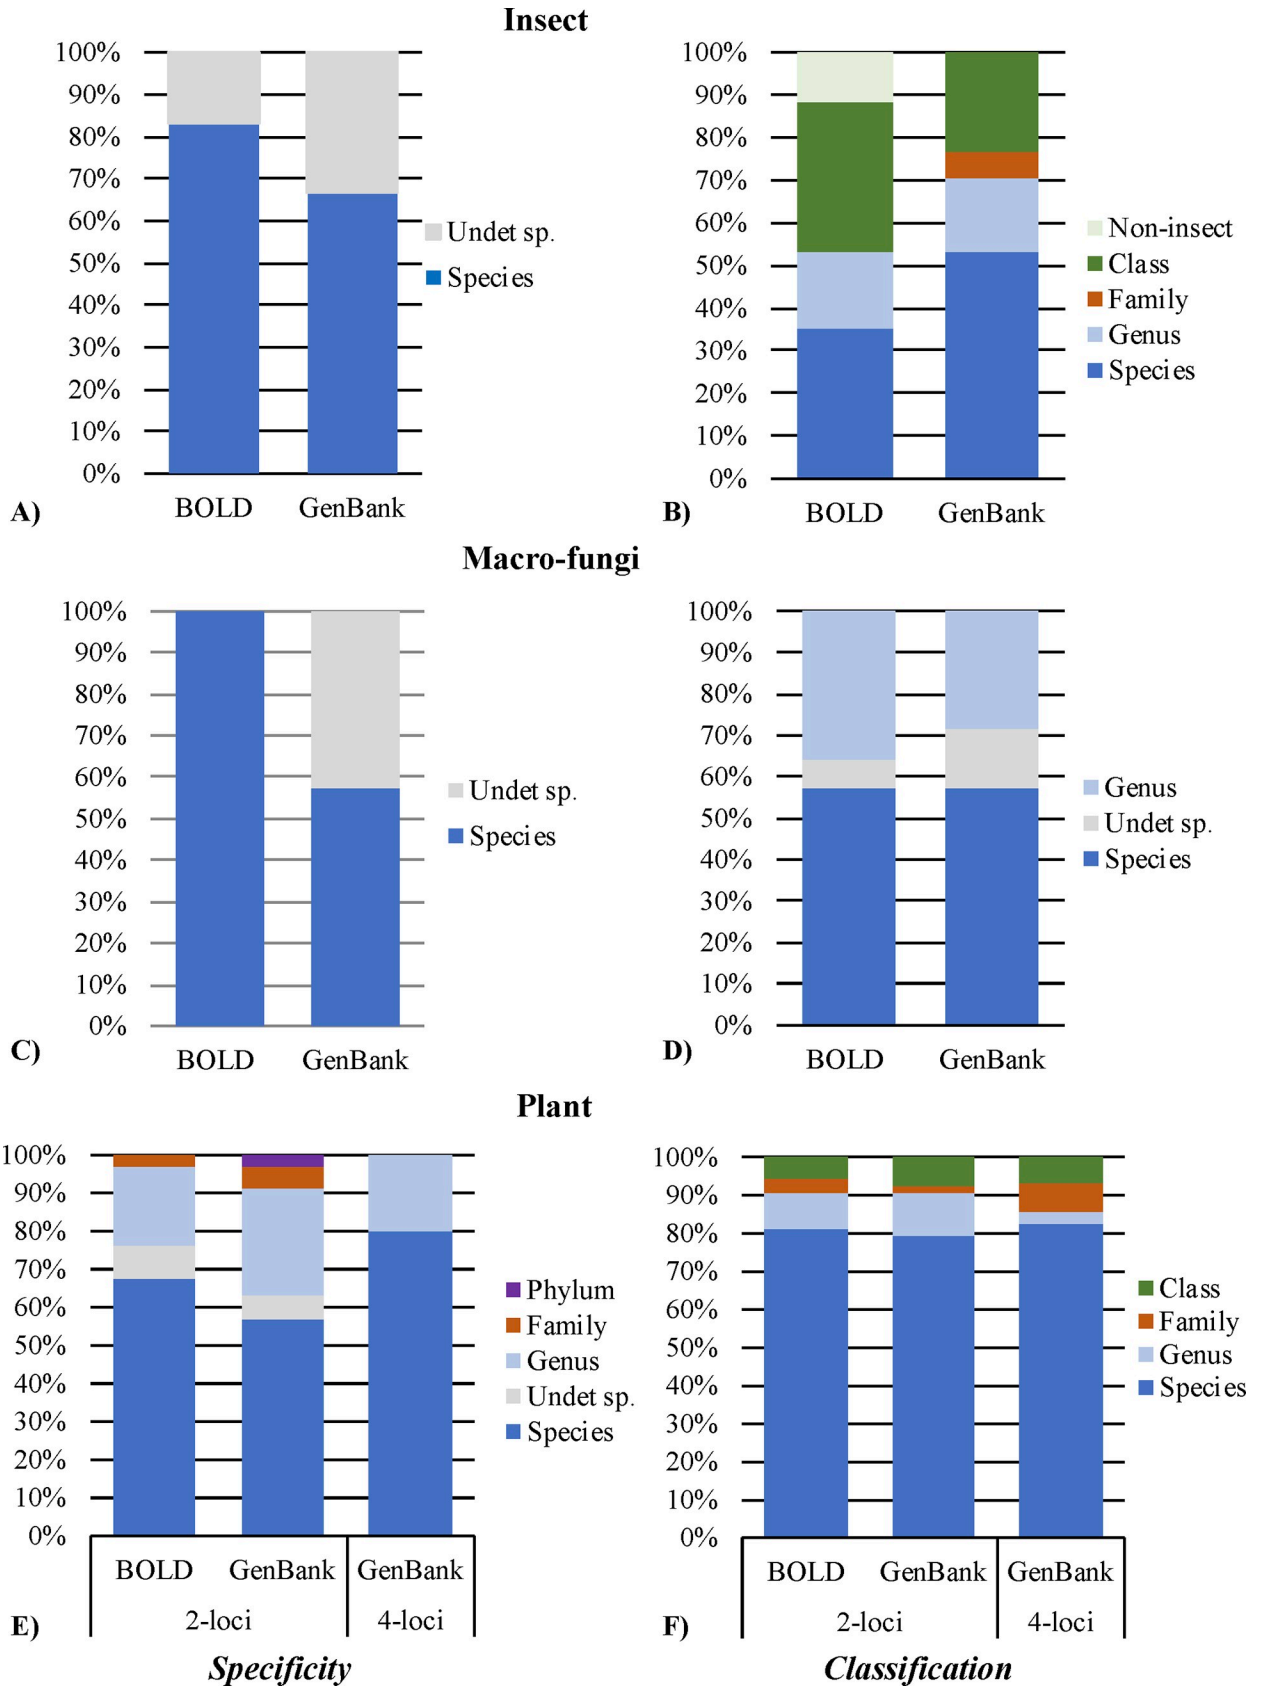 Insect
100%
90%
80%
70%
60%
50%
40%
30%
20%
10%
0%
BOLD GenBank
Undet sp.
Species
A)
100%
90%
80%
70%
60%
50%
40%
30%
20%
10%
0%
BOLD GenBank
Non-insect
Class
Family
Genus
Species
B)
Macro-fungi
100%
90%
80%
70%
60%
50%
40%
30%
20%
10%
0%
BOLD GenBank
Undet sp.
Species
C)
100%
90%
80%
70%
60%
50%
40%
30%
20%
10%
0%
BOLD GenBank
Genus
Undet sp.
Species
D)
Plant
100%
90%
80%
70%
60%
50%
40%
30%
20%
10%
0%
BOLD GenBank GenBank
2-loci 4-loci
Phylum
Family
Genus
Undet sp.
Species
E)
Specificity
100%
90%
80%
70%
60%
50%
40%
30%
20%
10%
0%
BOLD GenBank GenBank
2-loci 4-loci
Class
Family
Genus
Species
F)
Classification